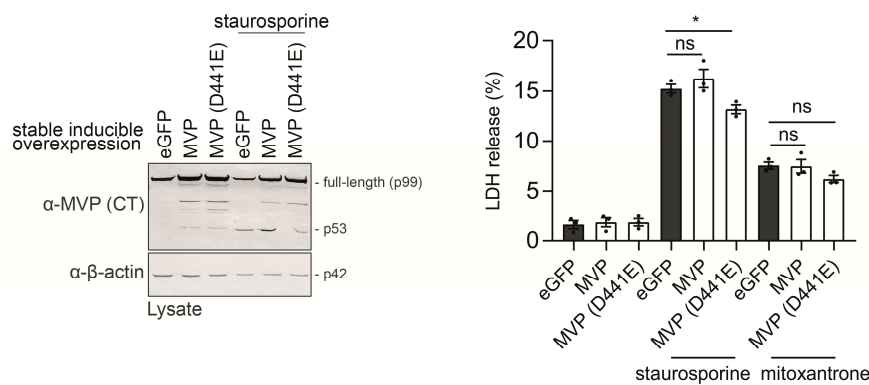 staurosporine
stable inducible
overexpression
eGFP
MVP
MVP (D441E)
eGFP
MVP
MVP (D441E)
α-MVP (CT)
- full-length (p99)
- p53
α-β-actin
- p42
Lysate
LDH release (%)
20
15
10
5
0
*
ns
ns
ns
eGFP
MVP
MVP (D441E)
eGFP
MVP
MVP (D441E)
eGFP
MVP
MVP (D441E)
staurosporine
mitoxantrone